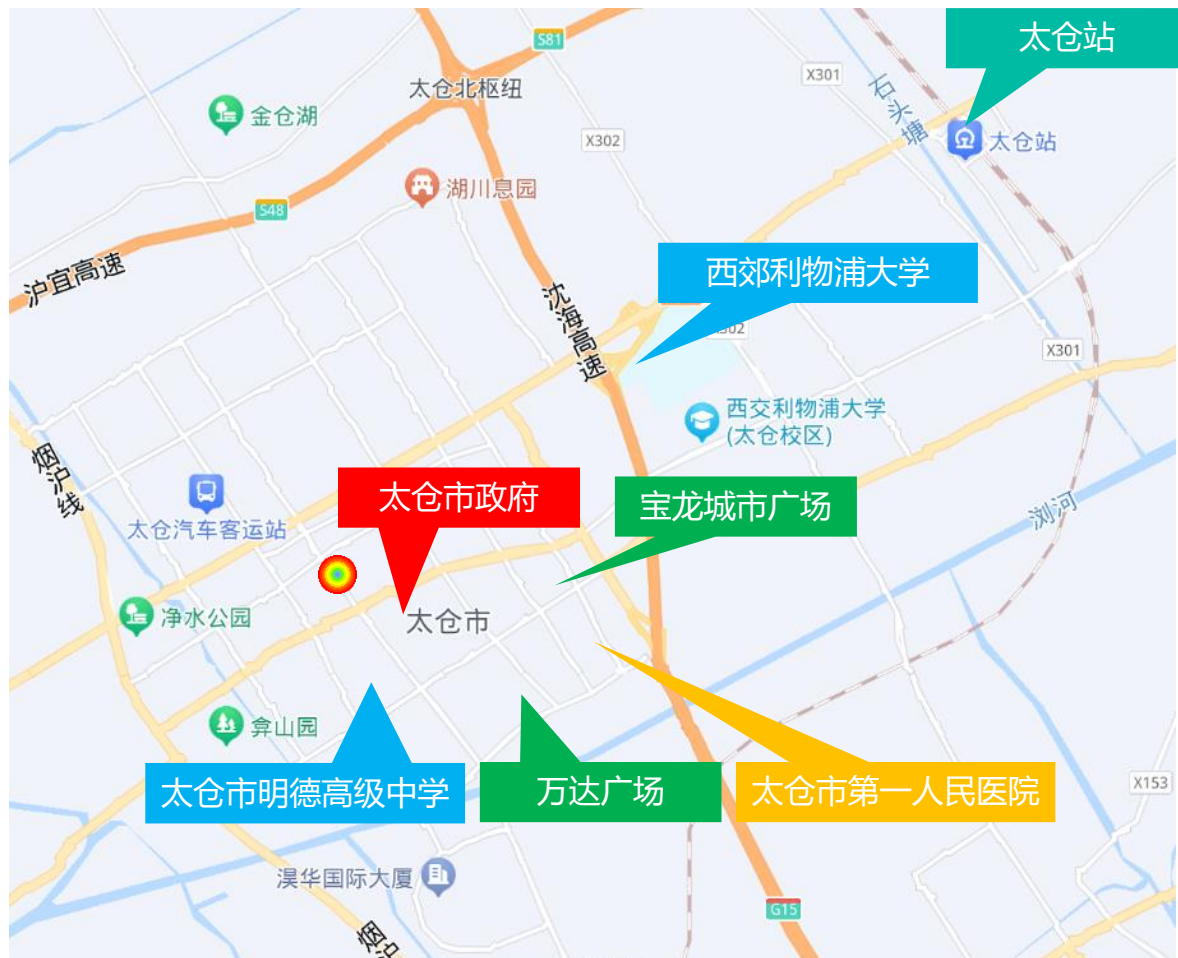 太仓站
S81
太仓北枢纽
X301
石头塘
金仓湖
X302
太仓站
湖川息园
S48
西郊利物浦大学
沪宜高速
沈海高速
X301
西交利物浦大学
(太仓校区)
烟沪线
太仓市政府
宝龙城市广场
浏河
太仓汽车客运站
净水公园
太仓市
弇山园
太仓市明德高级中学
万达广场
太仓市第一人民医院
X153
淏华国际大厦
G15
烟沪